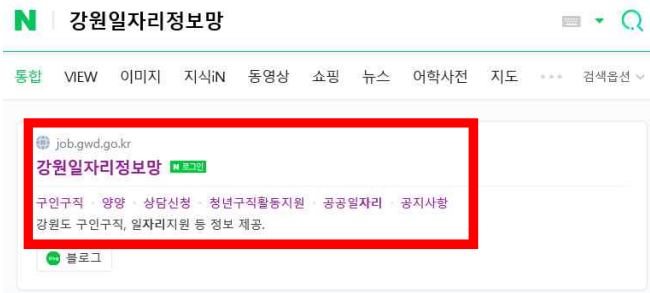 N 강원일자리정보망
통합 VIEW 이미지 지식iN 동영상 쇼핑 뉴스 어학사전 지도 ··· 검색옵션
job.gwd.go.kr
강원일자리정보망 N 로그인
구인구직 · 양양 · 상담신청 · 청년구직활동지원 · 공공일자리 · 공지사항
강원도 구인구직, 일자리지원 등 정보 제공.
블로그